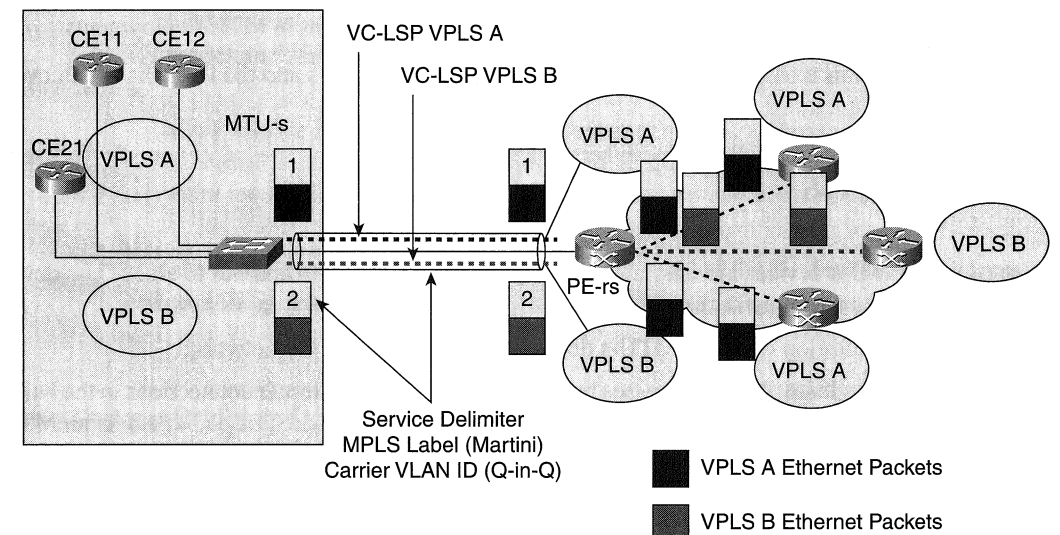 CE11
CE12
VC-LSP VPLS A
VC-LSP VPLS B
VPLS A
MTU-s
VPLS A
CE21
VPLS A
1
1
VPLS B
PE-rs
VPLS B
2
2
VPLS B
VPLS A
Service Delimiter
MPLS Label (Martini)
Carrier VLAN ID (Q-in-Q)
VPLS A Ethernet Packets
VPLS B Ethernet Packets